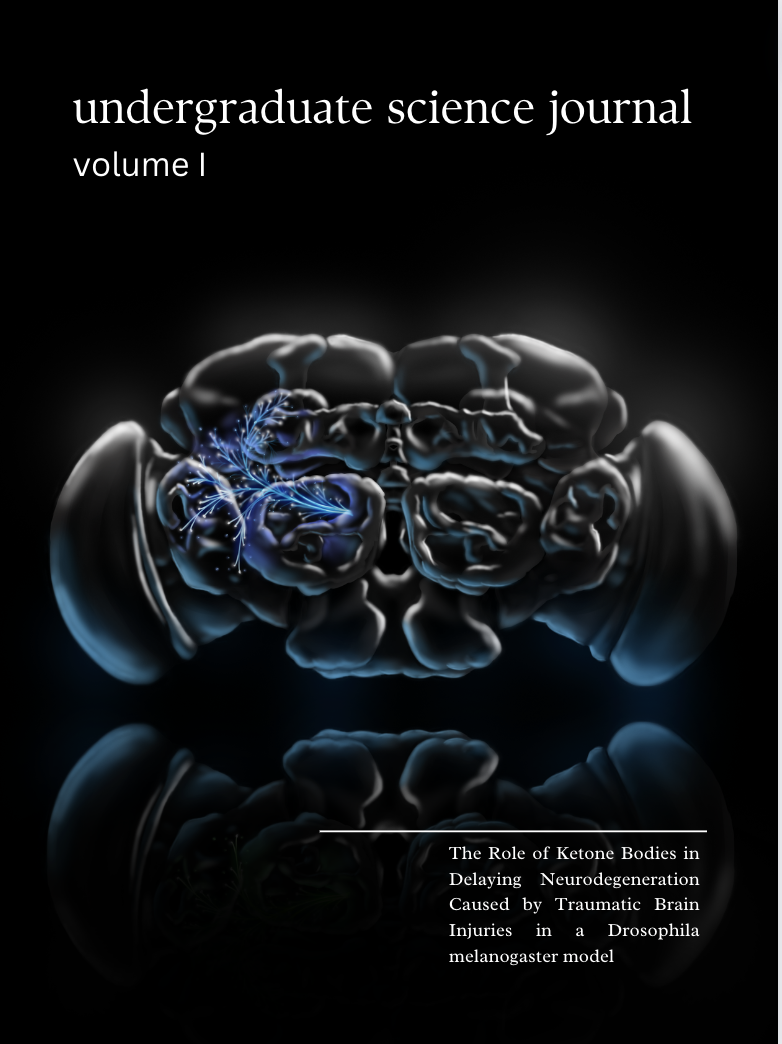 undergraduate science journal
volume I
The Role of Ketone Bodies in
Delaying Neurodegeneration
Caused by Traumatic Brain
Injuries in a Drosophila
melanogaster model